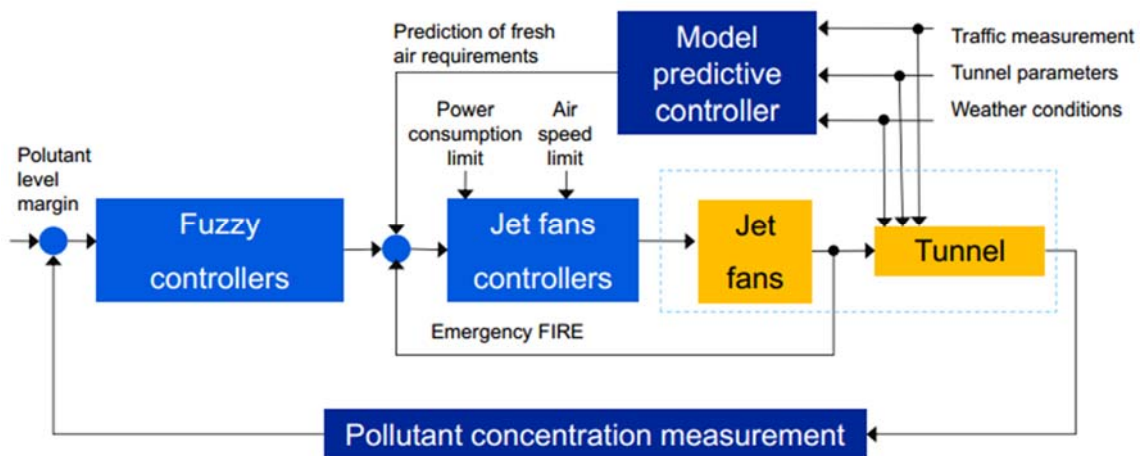 Prediction of fresh
air requirements
Model
predictive
controller
Traffic measurement
Tunnel parameters
Weather conditions
Power
consumption
limit
Air
speed
limit
Polutant
level
margin
Fuzzy
controllers
Jet fans
controllers
Jet
fans
Tunnel
Emergency FIRE
Pollutant concentration measurement